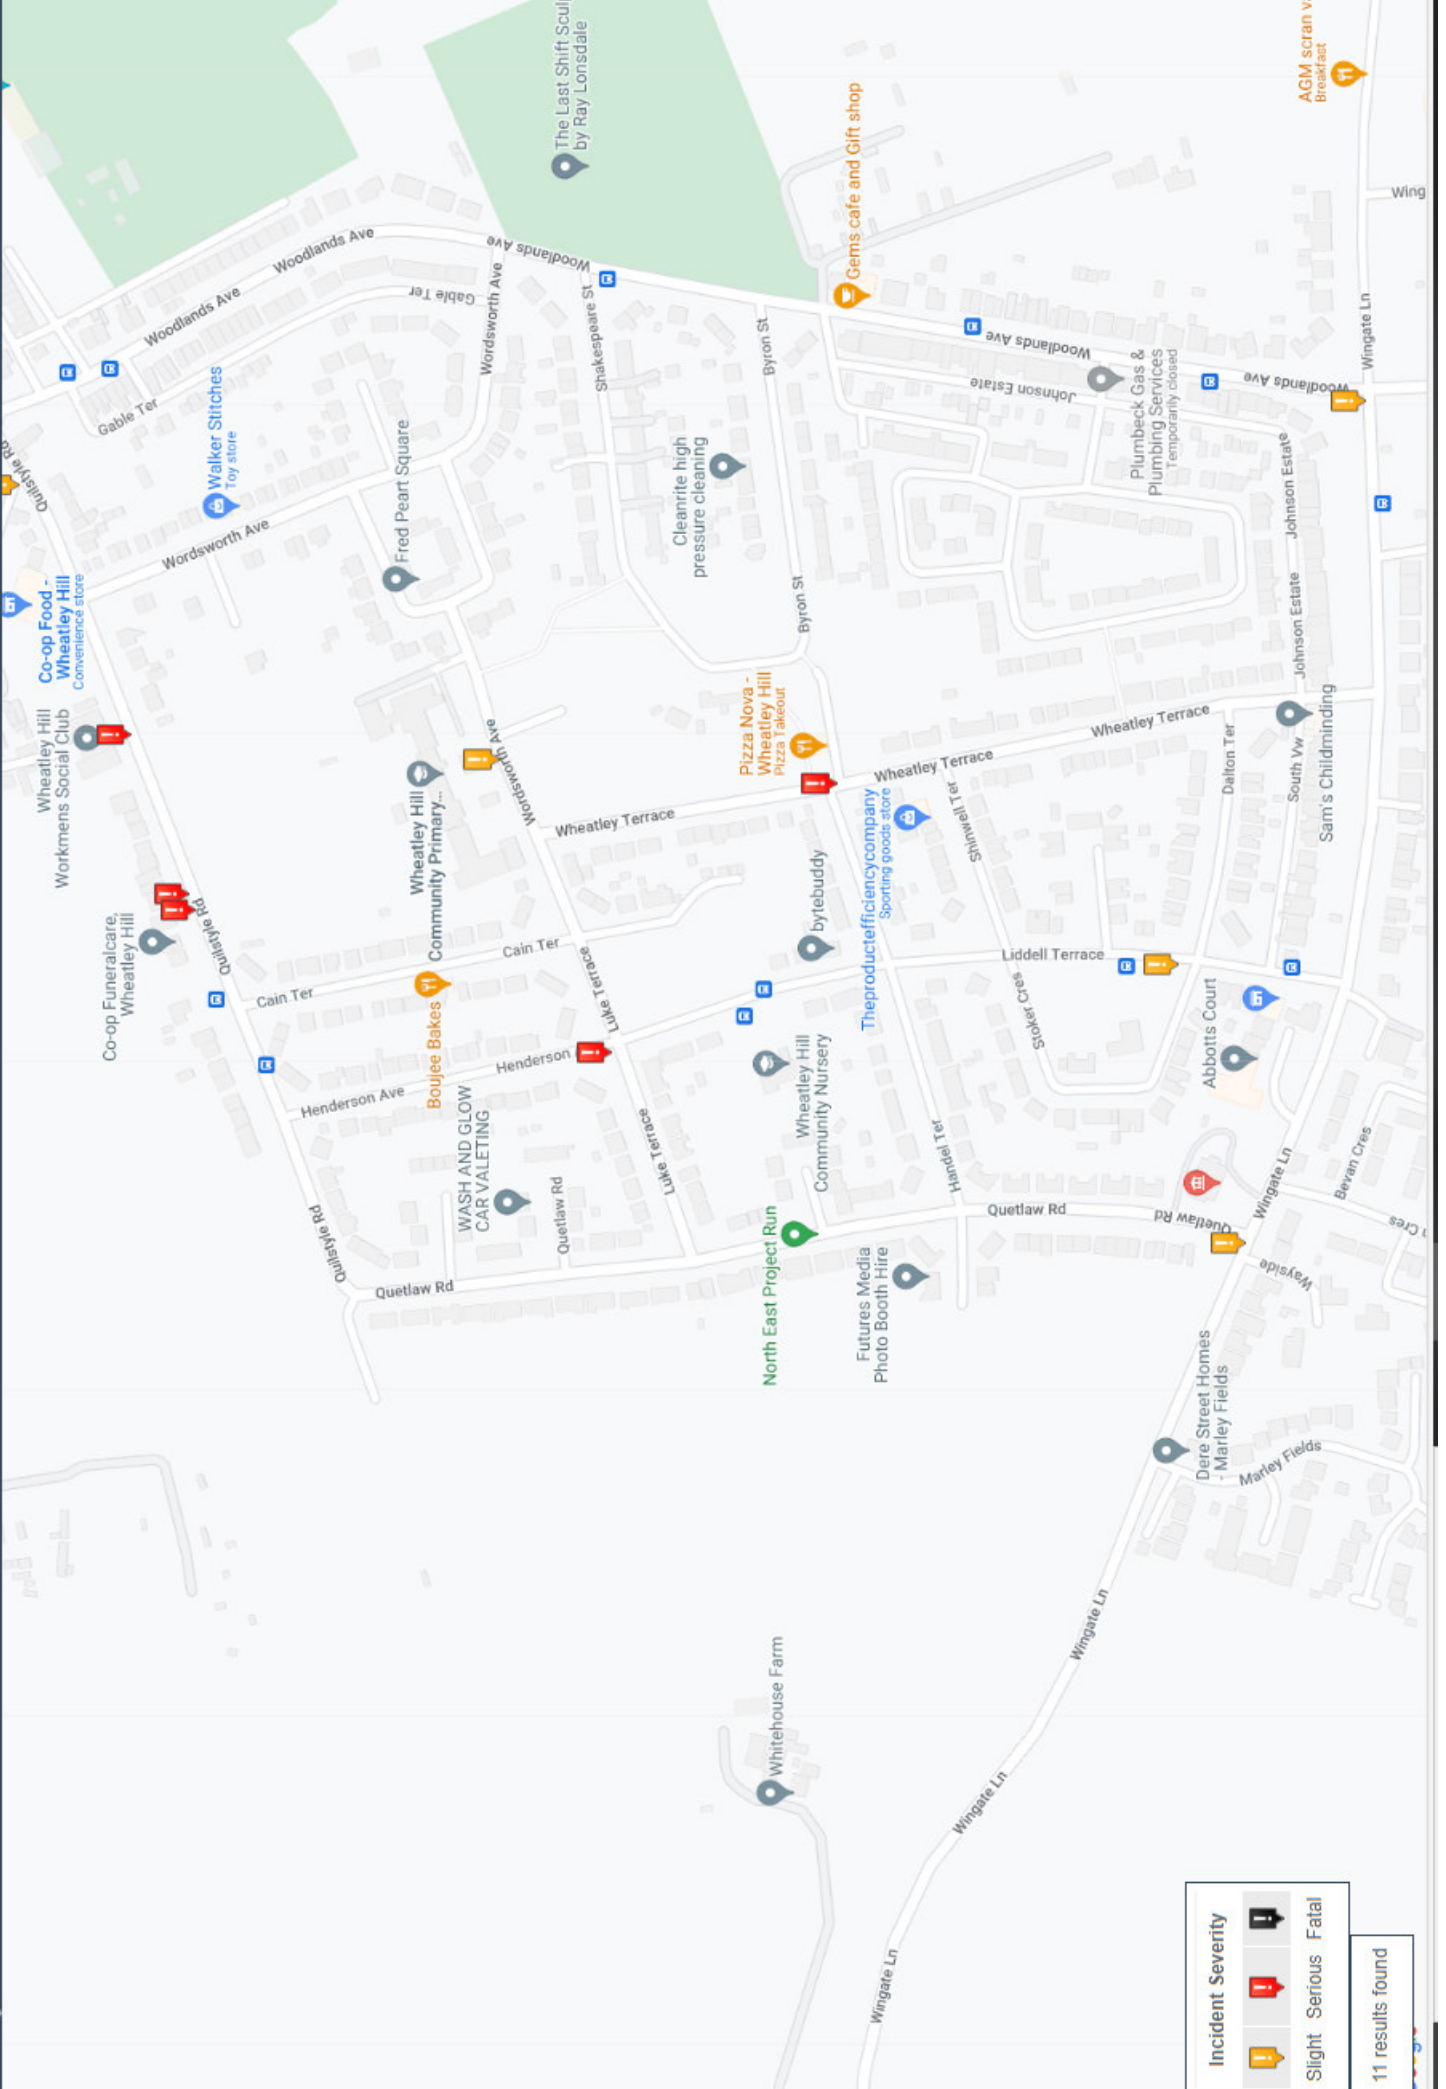 The Last Shift Scul
by Ray Lonsdale
AGM scran v
Breakfast
Gems cafe and Gift shop
Wing
Woodlands Ave
Woodlands Ave
Woodlands Ave
Gable Ter
Gable Ter
Wordsworth Ave
Shakespeare St
Byron St
Woodlands Ave
Woodlands Ave
Johnson Estate
Wingate Ln
Plumbeck Gas &
Plumbing Services
Temporarily closed
Quilstyle Rd
Walker Stitches
Toy store
Wordsworth Ave
Fred Peart Square
Cleanrite high
pressure cleaning
Byron St
Johnson Estate
Johnson Estate
Co-op Food -
Wheatley Hill
Convenience store
Wheatley Hill
Workmens Social Club
Wordsworth Ave
Wheatley Hill
Community Primary...
Pizza Nova -
Wheatley Hill
Pizza Takeout
Wheatley Terrace
Wheatley Terrace
Wheatley Terrace
Dalton Ter
South Vw
Sam's Childminding
Shinwell Ter
Theproductefficiencycompany
Sporting goods store
bytebuddy
Co-op Funeralcare,
Wheatley Hill
Quilstyle Rd
Cain Ter
Cain Ter
Boujee Bakes
Luke Terrace
Henderson
Henderson Ave
Liddell Terrace
Stoker Cres
Abbotts Court
Wheatley Hill
Community Nursery
WASH AND GLOW
CAR VALETING
Luke Terrace
Handel Ter
Quilstyle Rd
Quetlaw Rd
Quetlaw Rd
Quetlaw Rd
Quetlaw Rd
North East Project Run
Futures Media
Photo Booth Hire
Wingate Ln
Bevan Cres
Cres
Wayside
Dere Street Homes
- Marley Fields
Marley Fields
Wingate Ln
Whitehouse Farm
Wingate Ln
Wingate Ln
Incident Severity
Slight Serious Fatal
11 results found